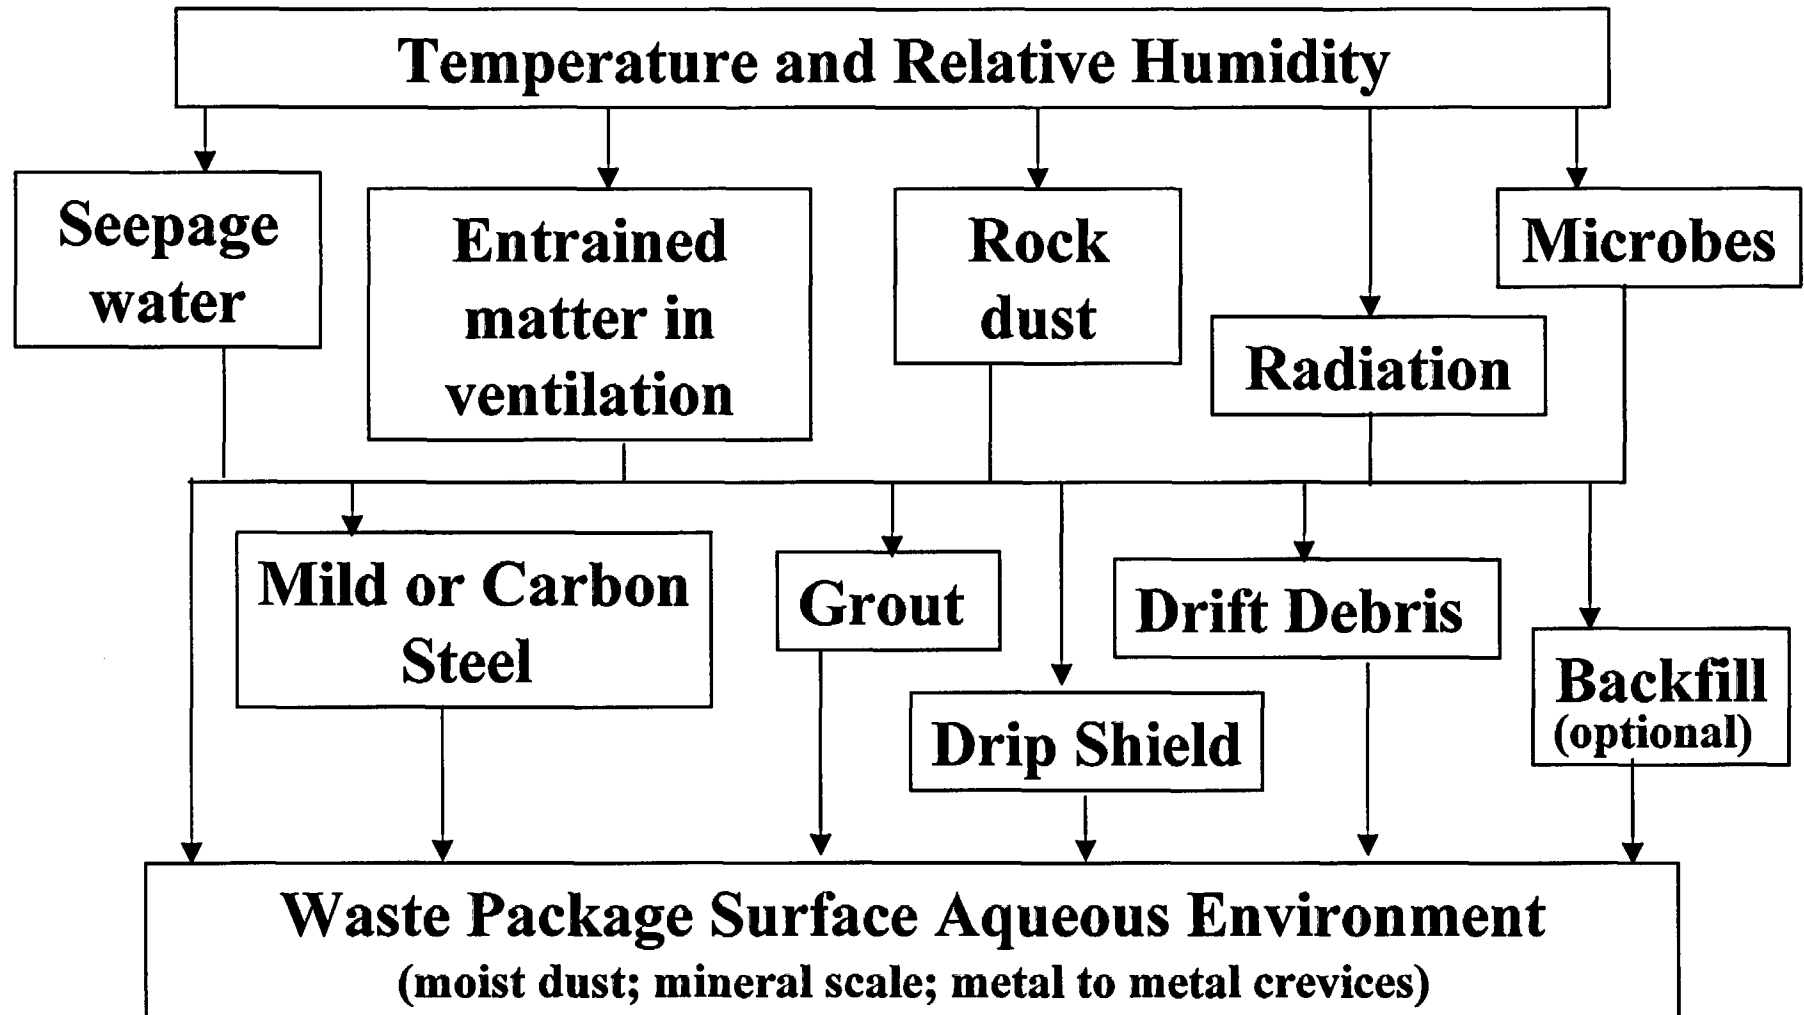 Temperature and Relative Humidity
Seepage
water
Entrained
matter in
ventilation
Rock
dust
Radiation
Microbes
Mild or Carbon
Steel
Grout
Drip Shield
Drift Debris
Backfill
(optional)
Waste Package Surface Aqueous Environment
(moist dust; mineral scale; metal to metal crevices)